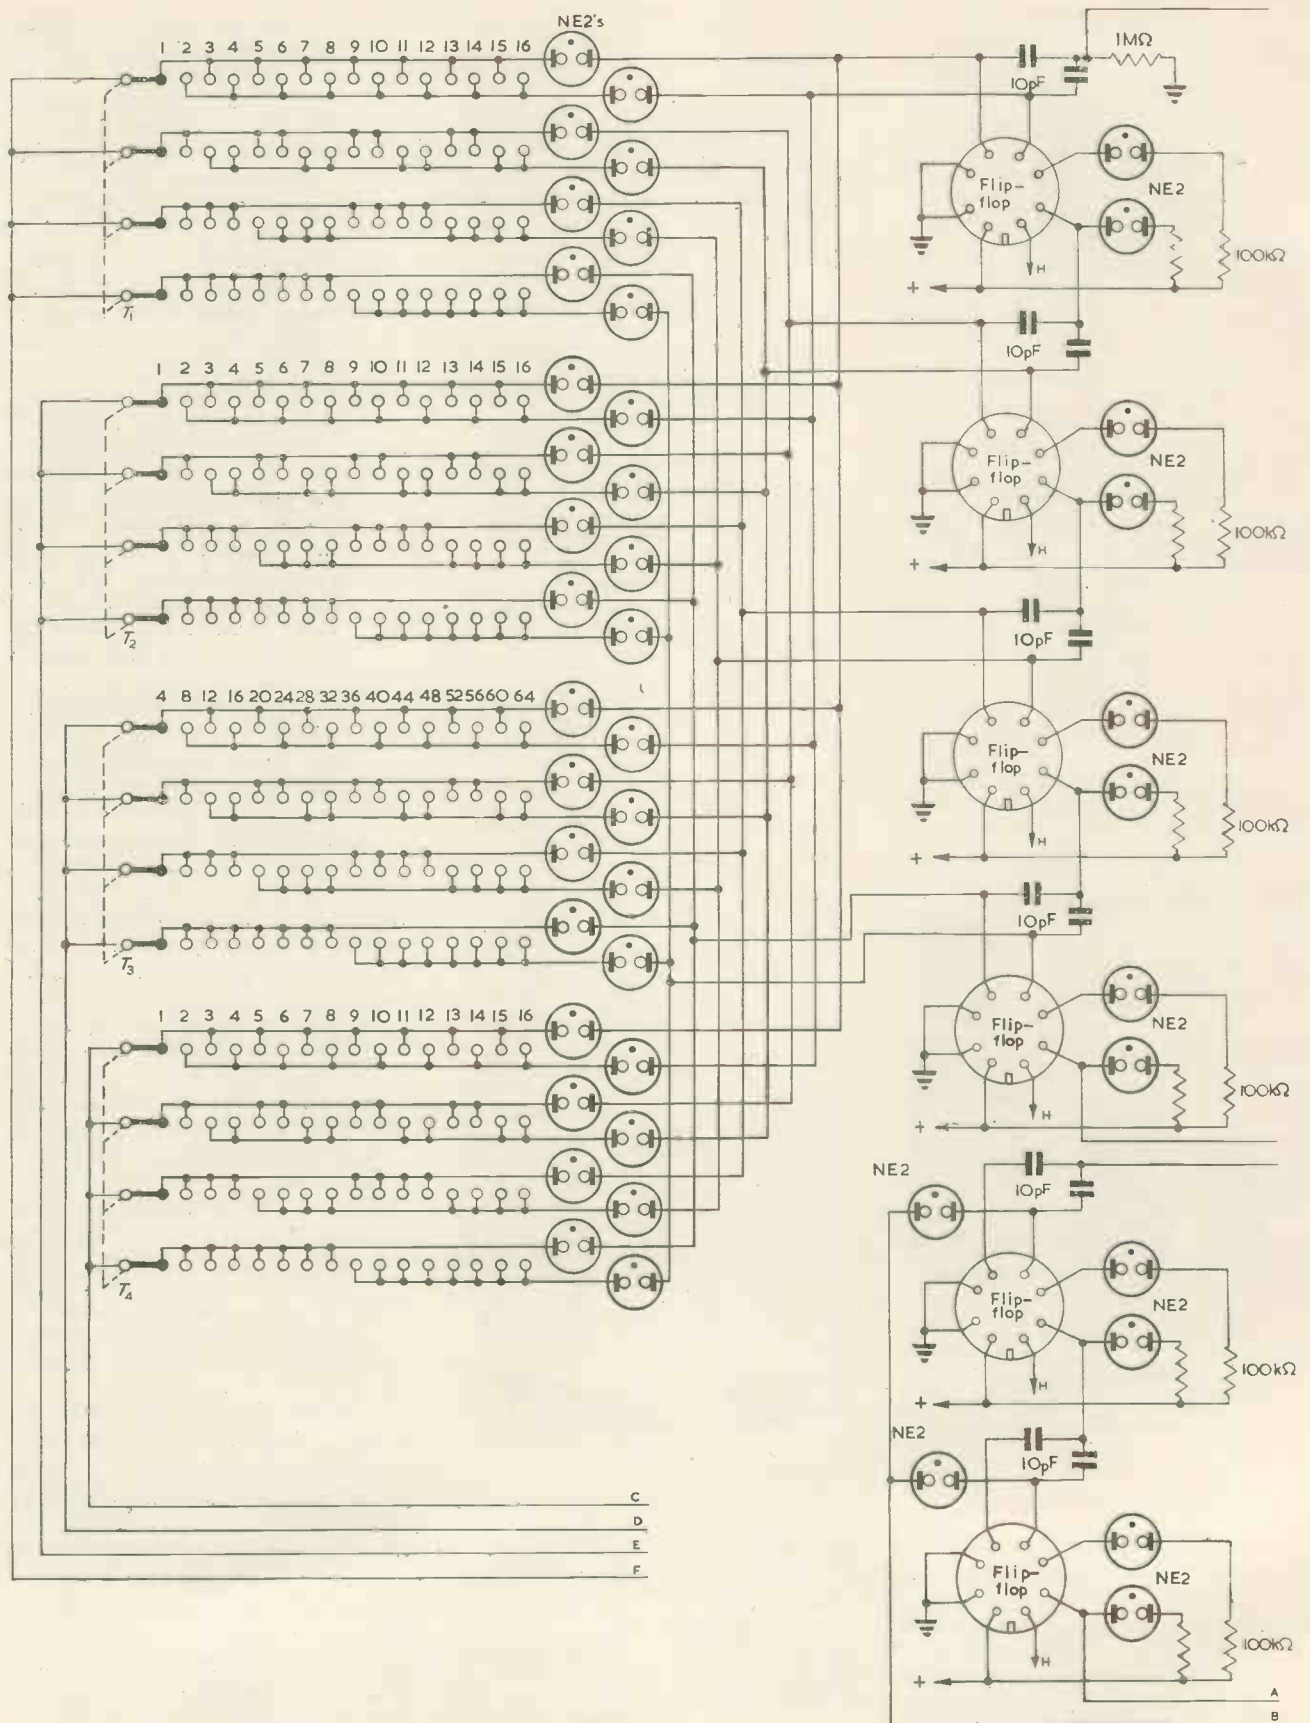 NE2's
1 2 3 4 5 6 7 8 9 10 11 12 13 14 15 16
T1
1 2 3 4 5 6 7 8 9 10 11 12 13 14 15 16
T2
4 8 12 16 20 24 28 32 36 40 44 48 52 56 60 64
T3
1 2 3 4 5 6 7 8 9 10 11 12 13 14 15 16
T4
C
D
E
F
10pF
1MΩ
Flip-
flop
NE2
100kΩ
H
+
10pF
Flip-
flop
NE2
100kΩ
H
+
10pF
Flip-
flop
NE2
100kΩ
H
+
10pF
Flip-
flop
NE2
100kΩ
H
+
NE2
10pF
Flip-
flop
NE2
100kΩ
H
+
NE2
10pF
Flip-
flop
NE2
100kΩ
H
+
A
B